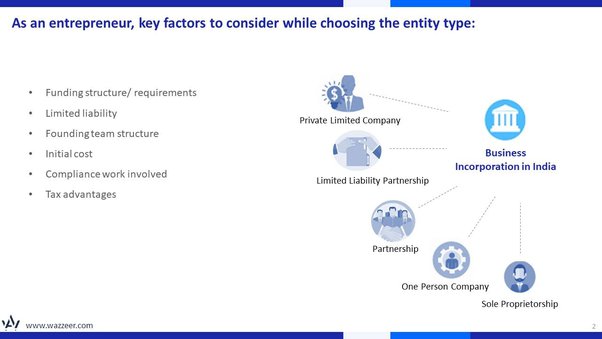 As an entrepreneur, key factors to consider while choosing the entity type:
• Funding structure/ requirements
• Limited liability
• Founding team structure
• Initial cost
• Compliance work involved
• Tax advantages
Private Limited Company
Limited Liability Partnership
Partnership
One Person Company
Sole Proprietorship
Business
Incorporation in India
www.wazzeer.com
2